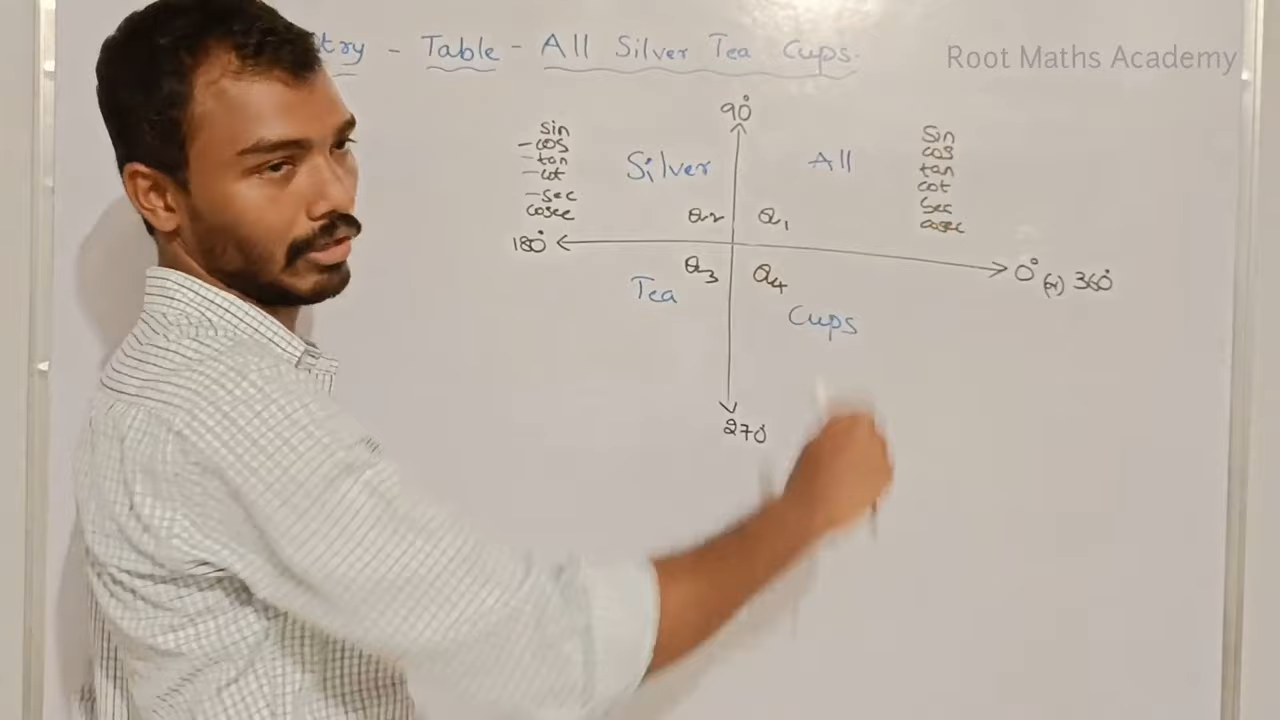 try - Table - All Silver Tea Cups.
Root Maths Academy
90°
sin
-cos
-tan
-cot
-sec
cosec
Silver
All
Sin
cos
tan
cot
Sec
cosec
Q2
Q1
180°
0° (or) 360°
Q3
Q4
Tea
Cups
270°